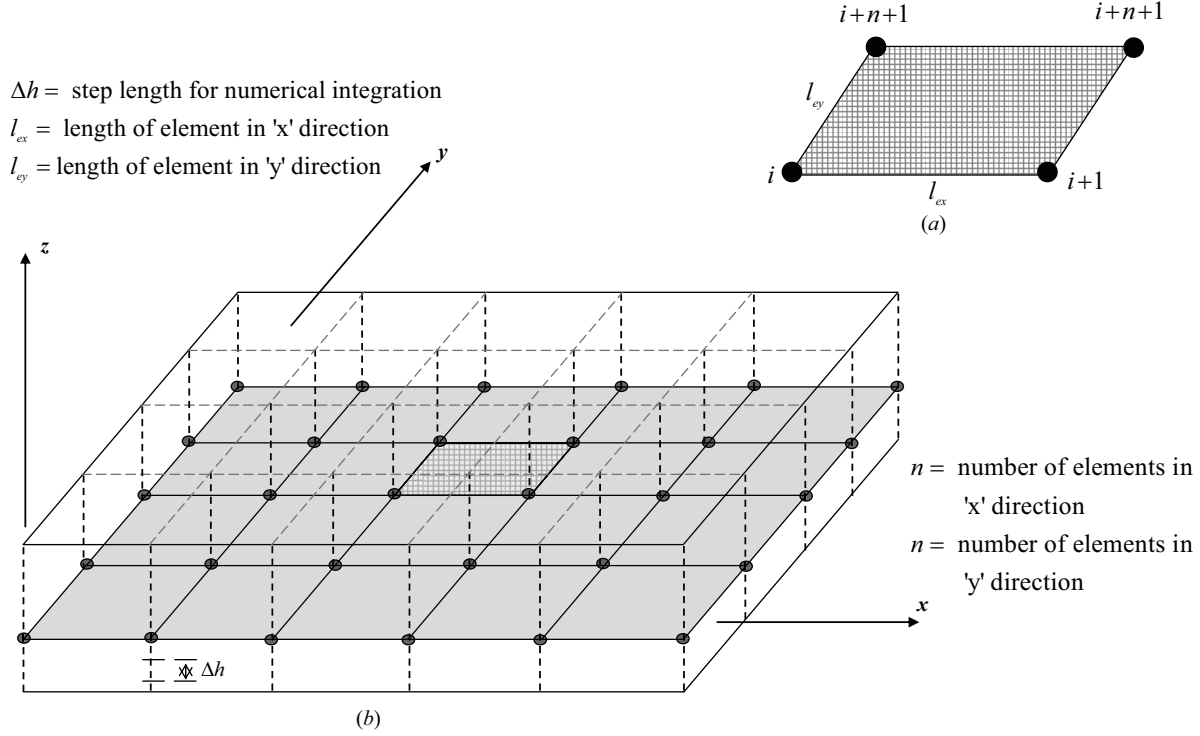 i+n+1
i+n+1
Δh = step length for numerical integration
l_ex = length of element in 'x' direction
l_ey = length of element in 'y' direction
l_ey
y
i
i+1
l_ex
(a)
z
n = number of elements in
'x' direction
n = number of elements in
'y' direction
x
Δh
(b)